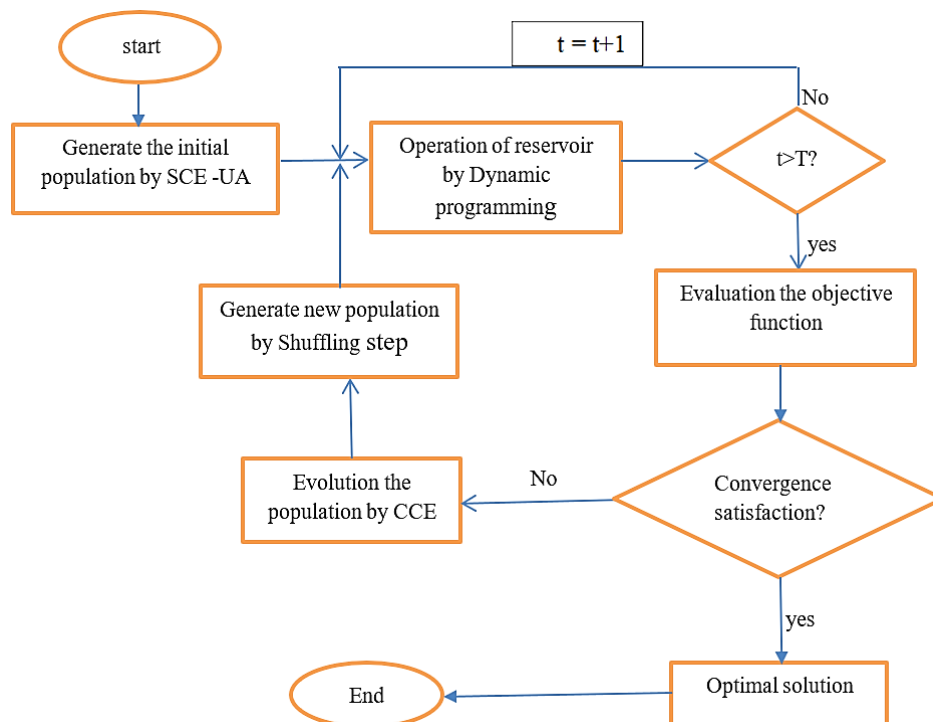 start
t = t+1
No
Generate the initial
population by SCE -UA
Operation of reservoir
by Dynamic
programming
t>T?
yes
Generate new population
by Shuffling step
Evaluation the objective
function
Evolution the
population by CCE
No
Convergence
satisfaction?
yes
End
Optimal solution